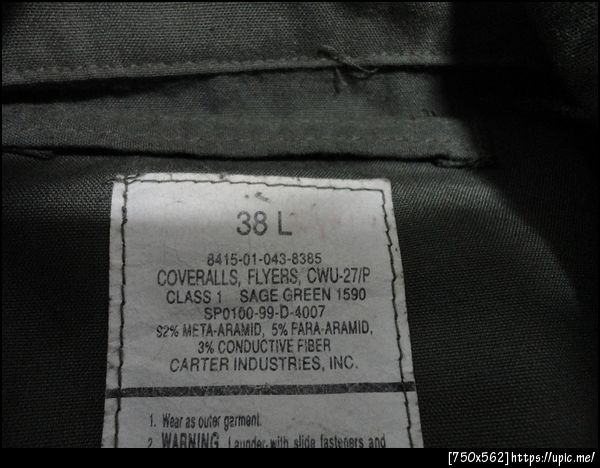 38 L
8415-01-043-8385
COVERALLS, FLYERS, CWU-27/P
CLASS 1 SAGE GREEN 1590
SP0100-99-D-4007
92% META-ARAMID, 5% PARA-ARAMID,
3% CONDUCTIVE FIBER
CARTER INDUSTRIES, INC.
1. Wear as outer garment.
2. WARNING. Launder with slide fasteners and
[750x562]https://upic.me/